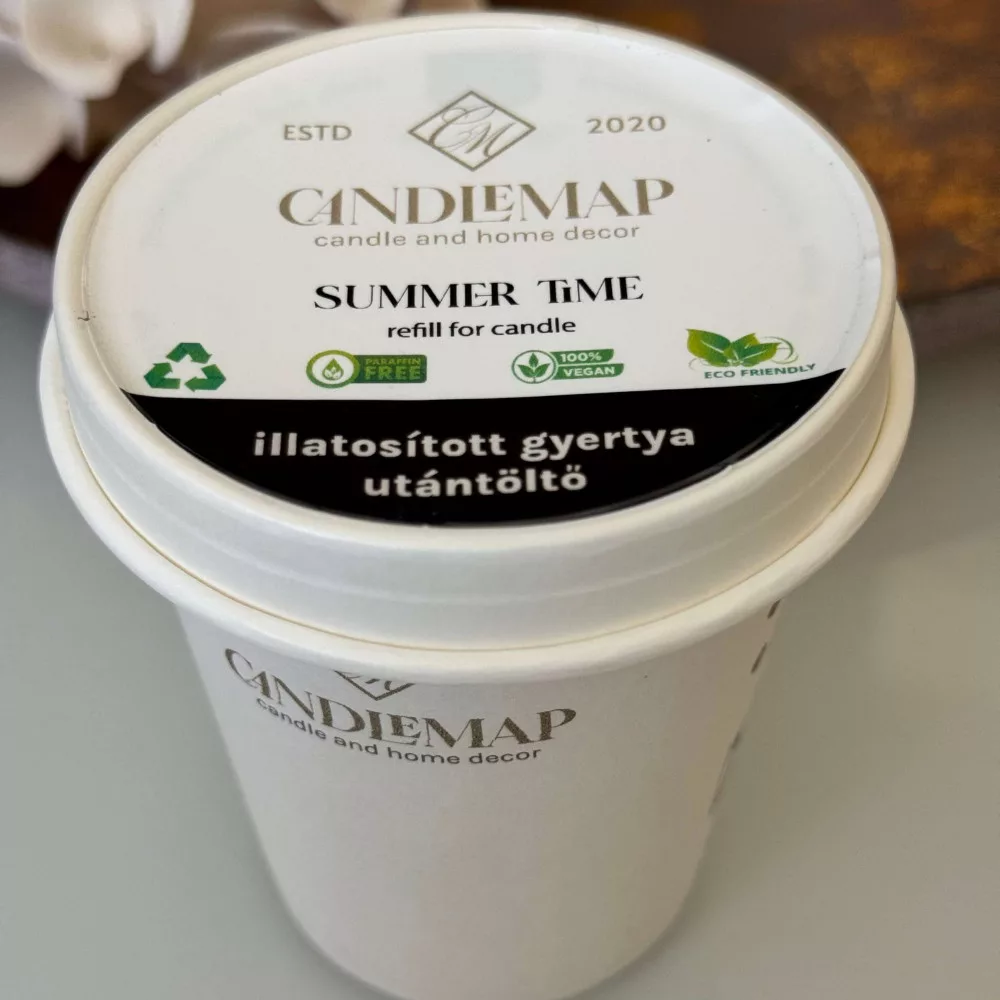 ESTD CM 2020
CANDLEMAP
candle and home decor
SUMMER TIME
refill for candle
PARAFFIN
FREE
100%
VEGAN
ECO FRIENDLY
illatosított gyertya
utántöltő
CANDLEMAP
candle and home decor